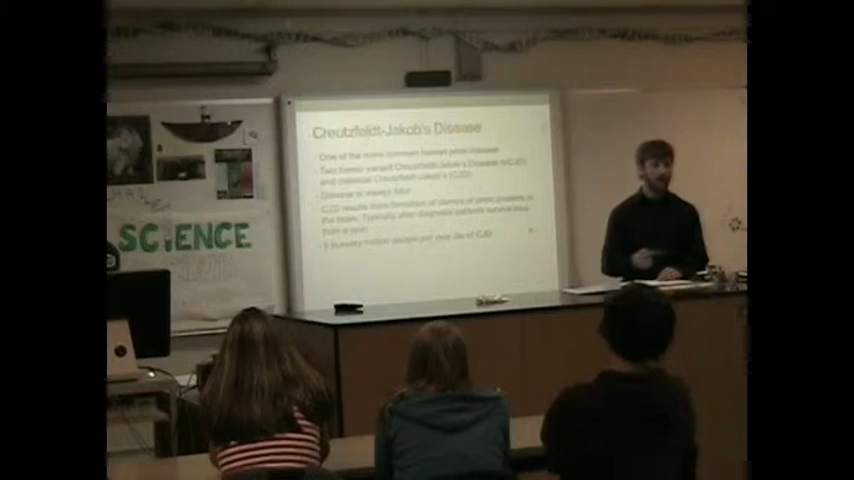 Creutzfeldt-Jakob's Disease
One of the more common human prion disease
Two forms: variant Creutzfeldt-Jakob's Disease (vCJD)
and classical Creutzfeldt-Jakob's (CJD)
Disease is always fatal
CJD results from formation of clumps of prion proteins in
the brain. Typically after diagnosis patients survive less
than a year.
1 in every million people per year die of CJD
SCIENCE